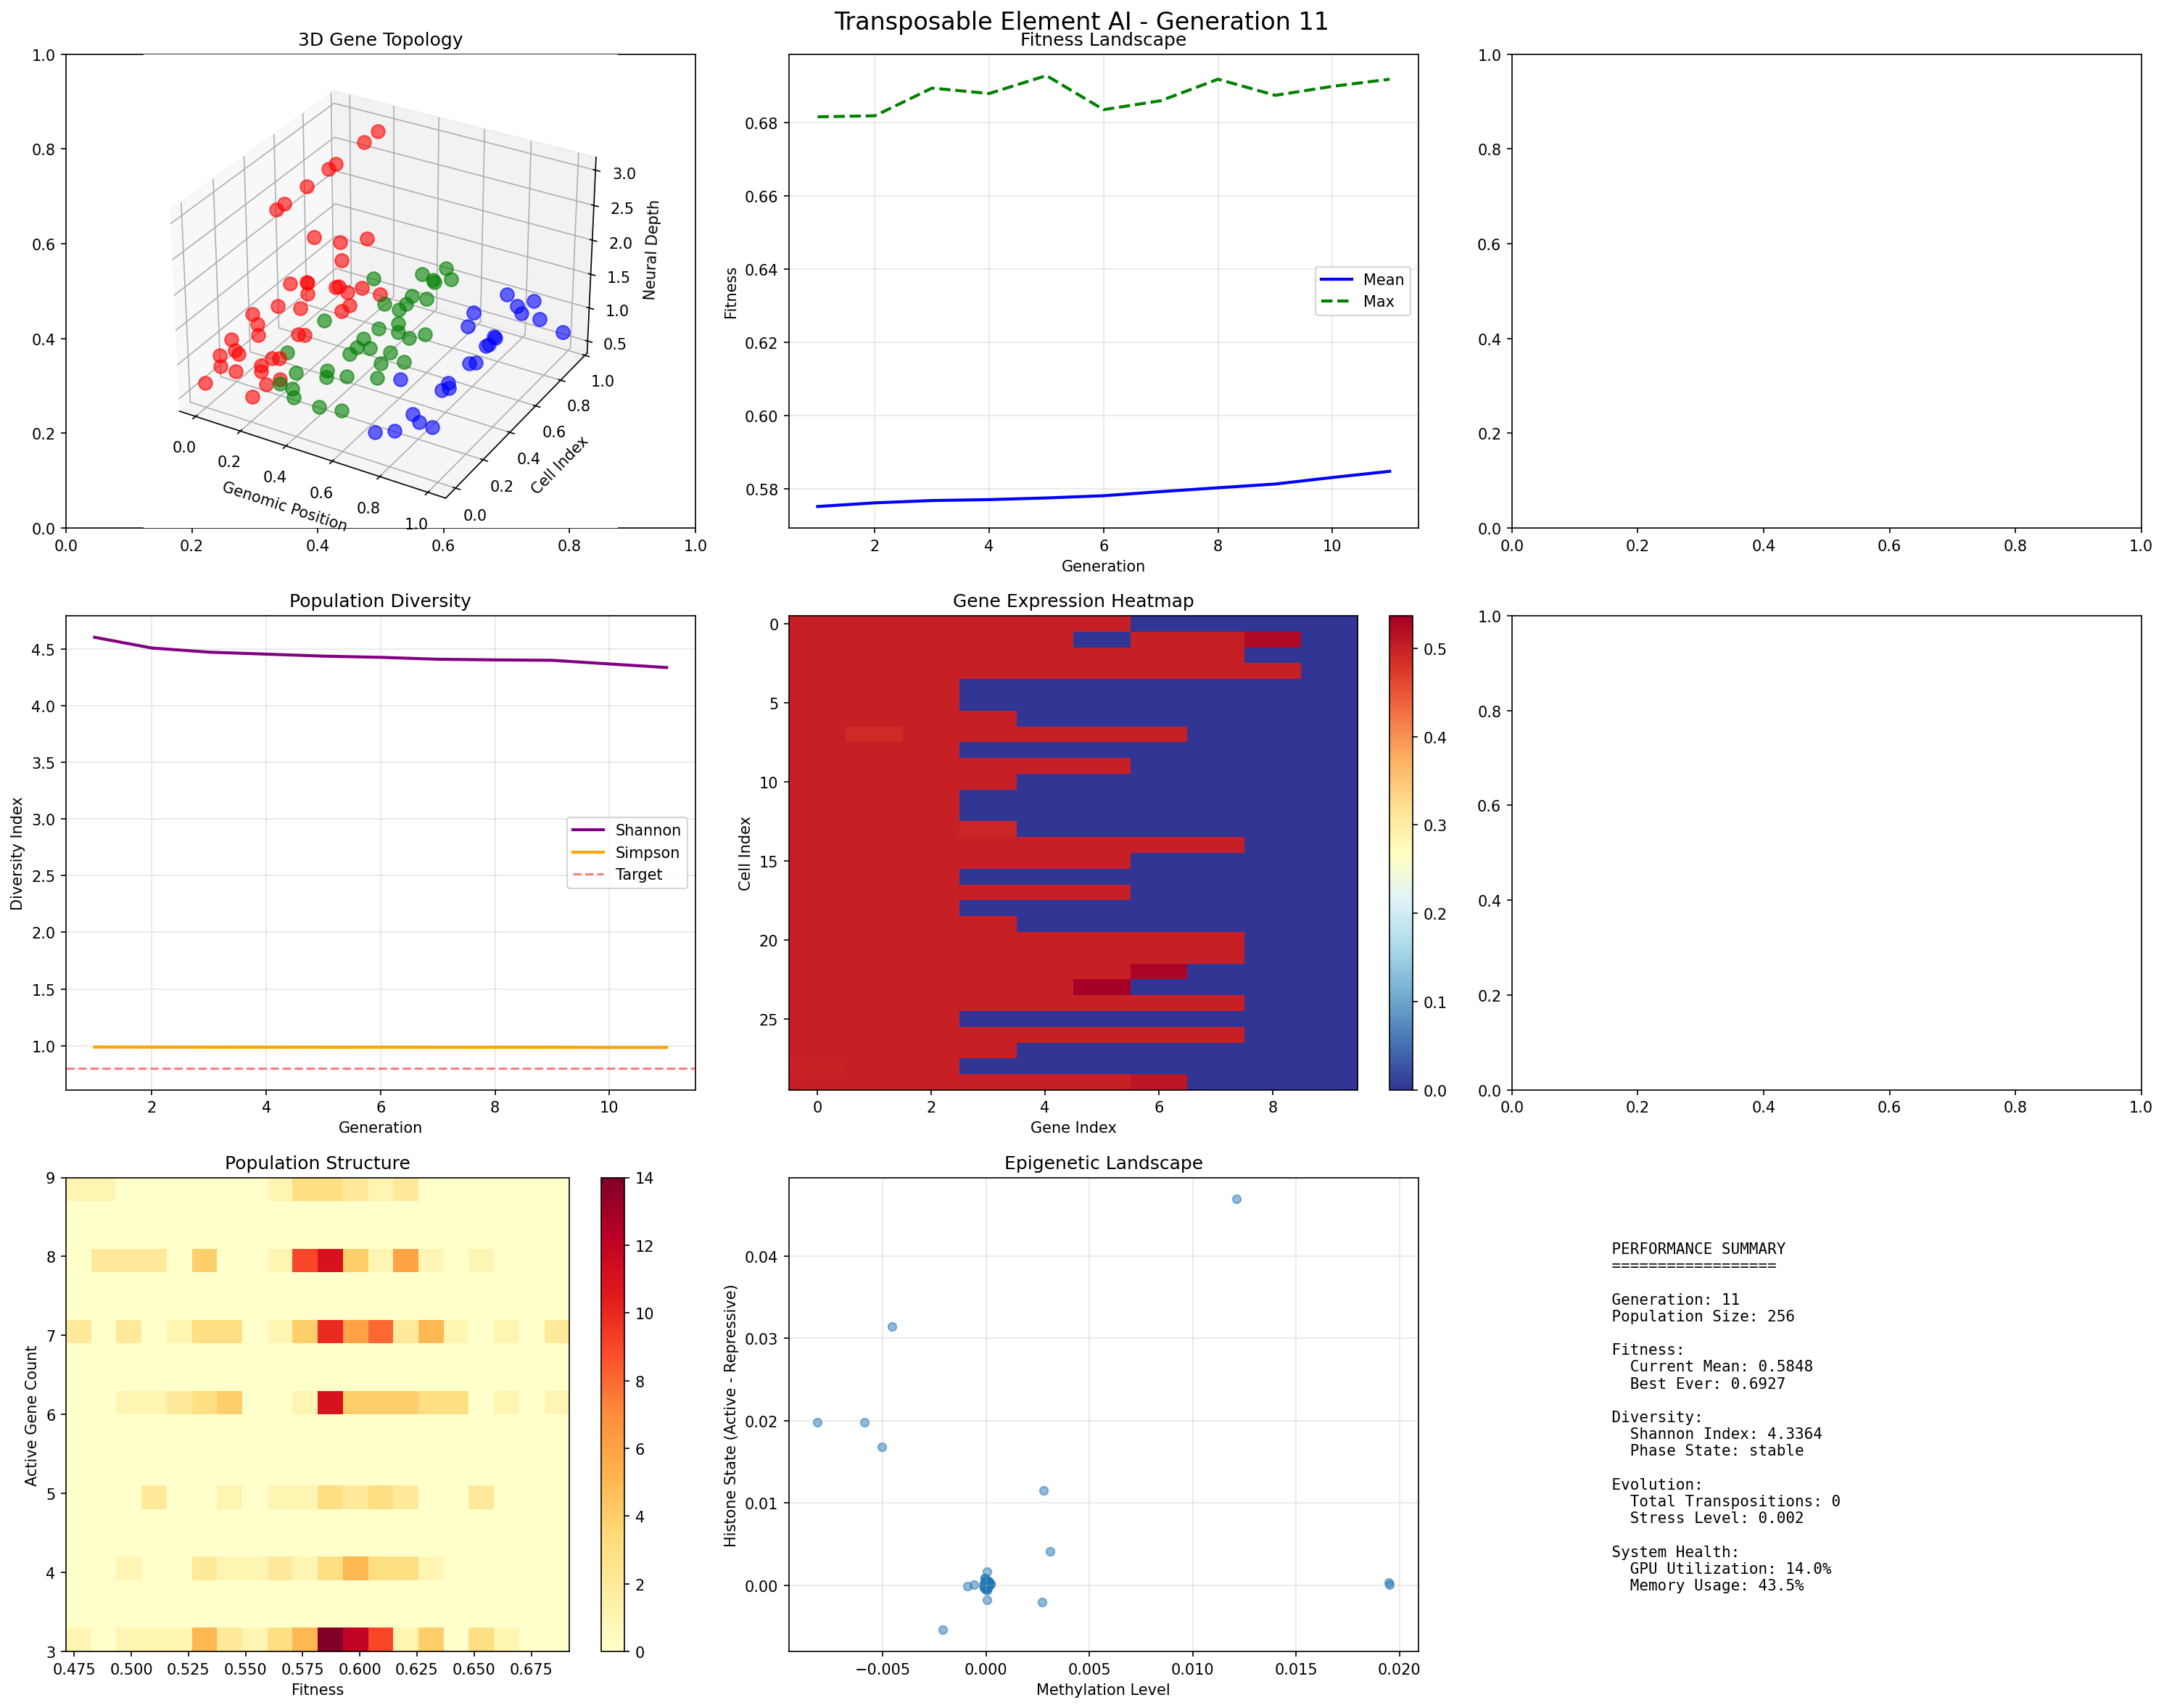 Transposable Element AI - Generation 11
3D Gene Topology
1.0
0.8
0.6
0.4
0.2
0.0
0.0 0.2 0.4 0.6 0.8 1.0
3.0
2.5
2.0
1.5
1.0
0.5
Neural Depth
1.0
0.8
0.6
0.4
0.2
0.0
Cell Index
0.0 0.2 0.4 0.6 0.8 1.0
Genomic Position
Fitness Landscape
0.68
0.66
0.64
0.62
0.60
0.58
Fitness
Mean
Max
2 4 6 8 10
Generation
1.0
0.8
0.6
0.4
0.2
0.0
0.0 0.2 0.4 0.6 0.8 1.0
Population Diversity
4.5
4.0
3.5
3.0
2.5
2.0
1.5
1.0
Diversity Index
Shannon
Simpson
Target
2 4 6 8 10
Generation
Gene Expression Heatmap
0
5
10
15
20
25
Cell Index
0 2 4 6 8
Gene Index
0.5
0.4
0.3
0.2
0.1
0.0
1.0
0.8
0.6
0.4
0.2
0.0
0.0 0.2 0.4 0.6 0.8 1.0
Population Structure
9
8
7
6
5
4
3
Active Gene Count
0.475 0.500 0.525 0.550 0.575 0.600 0.625 0.650 0.675
Fitness
14
12
10
8
6
4
2
0
Epigenetic Landscape
0.04
0.03
0.02
0.01
0.00
Histone State (Active - Repressive)
−0.005 0.000 0.005 0.010 0.015 0.020
Methylation Level
PERFORMANCE SUMMARY
==================
Generation: 11
Population Size: 256
Fitness:
Current Mean: 0.5848
Best Ever: 0.6927
Diversity:
Shannon Index: 4.3364
Phase State: stable
Evolution:
Total Transpositions: 0
Stress Level: 0.002
System Health:
GPU Utilization: 14.0%
Memory Usage: 43.5%